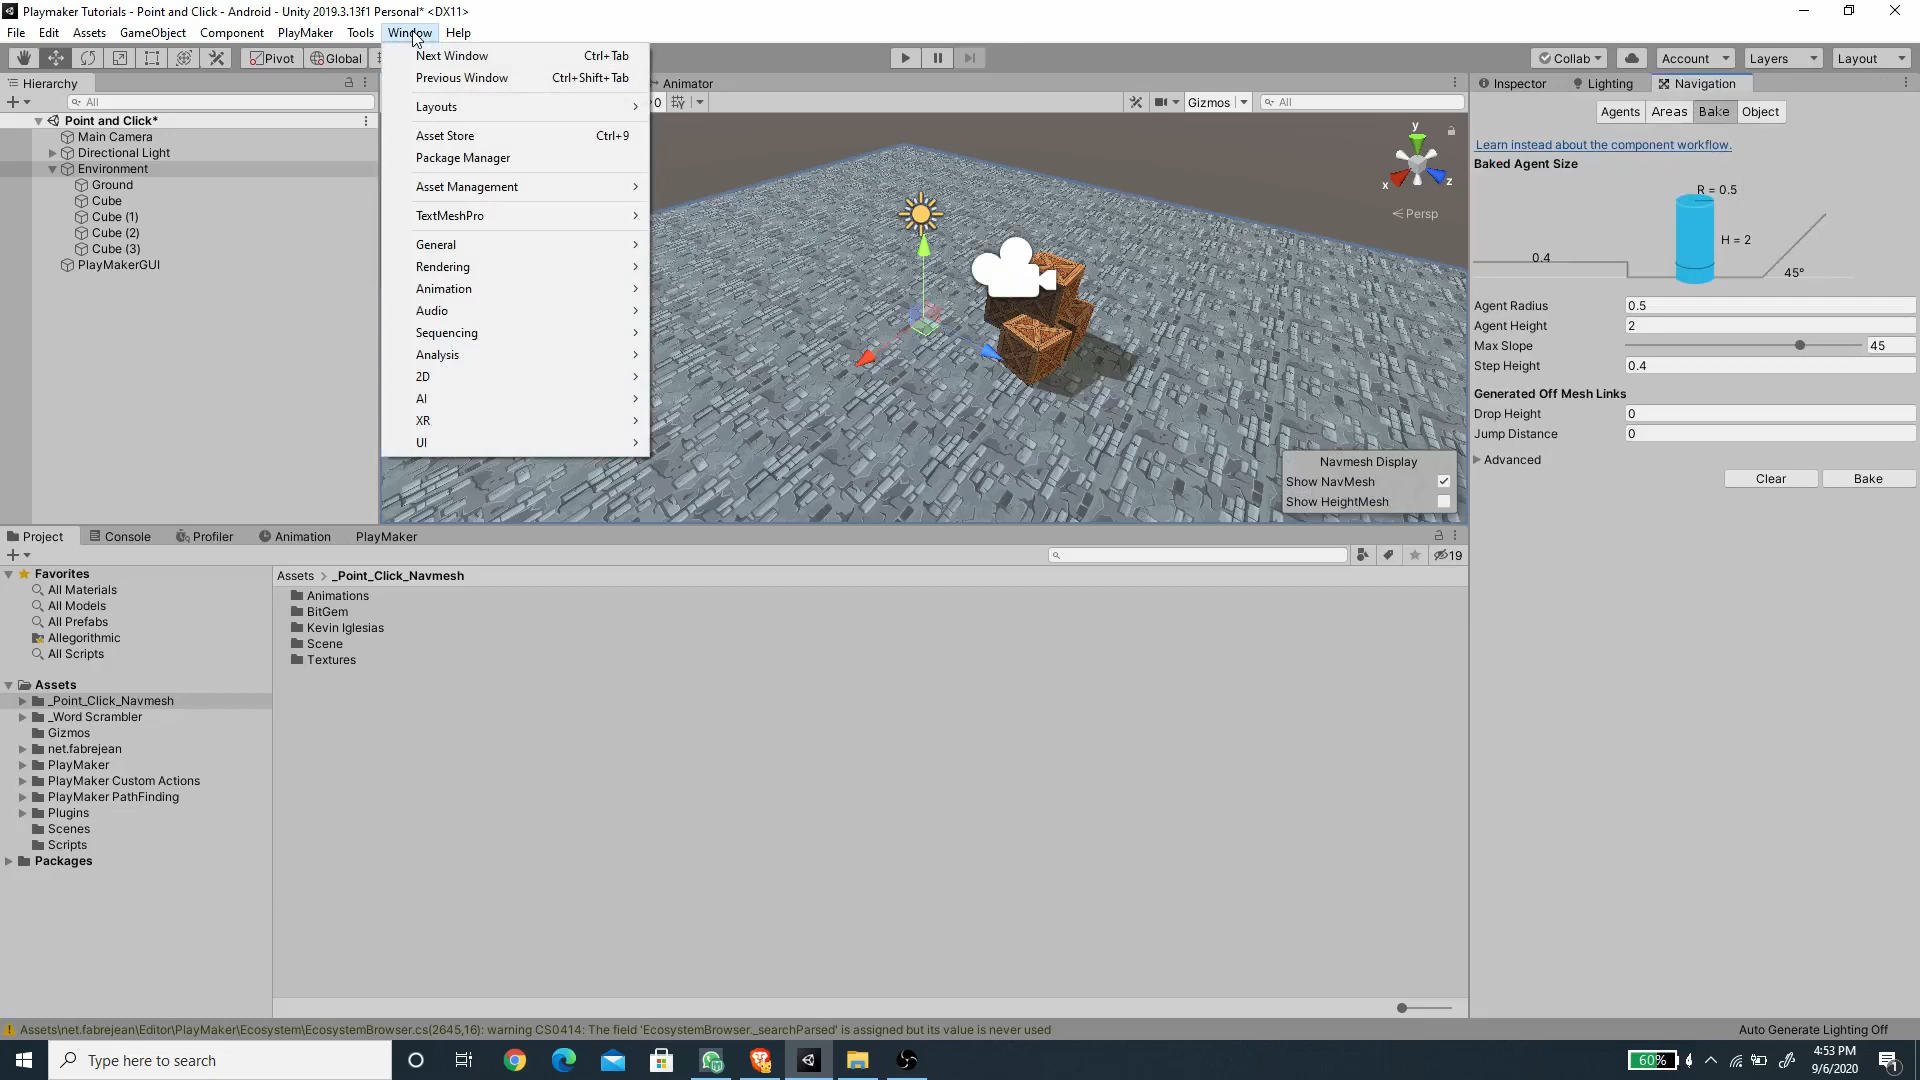 Playmaker Tutorials - Point and Click - Android - Unity 2019.3.13f1 Personal* <DX11>
File Edit Assets GameObject Component PlayMaker Tools Window Help
Pivot Global Collab Account Layers Layout
Hierarchy
All
Point and Click*
Main Camera
Directional Light
Environment
Ground
Cube
Cube (1)
Cube (2)
Cube (3)
PlayMakerGUI
Next Window Ctrl+Tab
Previous Window Ctrl+Shift+Tab
Layouts
Asset Store Ctrl+9
Package Manager
Asset Management
TextMeshPro
General
Rendering
Animation
Audio
Sequencing
Analysis
2D
AI
XR
UI
Animator
0 Gizmos All
y
x z
Persp
Navmesh Display
Show NavMesh
Show HeightMesh
Inspector Lighting Navigation
Agents Areas Bake Object
Learn instead about the component workflow.
Baked Agent Size
R = 0.5
H = 2
0.4
45°
Agent Radius 0.5
Agent Height 2
Max Slope 45
Step Height 0.4
Generated Off Mesh Links
Drop Height 0
Jump Distance 0
Advanced
Clear Bake
Project Console Profiler Animation PlayMaker
19
Favorites
All Materials
All Models
All Prefabs
Allegorithmic
All Scripts
Assets
_Point_Click_Navmesh
_Word Scrambler
Gizmos
net.fabrejean
PlayMaker
PlayMaker Custom Actions
PlayMaker PathFinding
Plugins
Scenes
Scripts
Packages
Assets > _Point_Click_Navmesh
Animations
BitGem
Kevin Iglesias
Scene
Textures
Assets\net.fabrejean\Editor\PlayMaker\Ecosystem\EcosystemBrowser.cs(2645,16): warning CS0414: The field 'EcosystemBrowser._searchParsed' is assigned but its value is never used
Auto Generate Lighting Off
Type here to search
60%
4:53 PM
9/6/2020
1